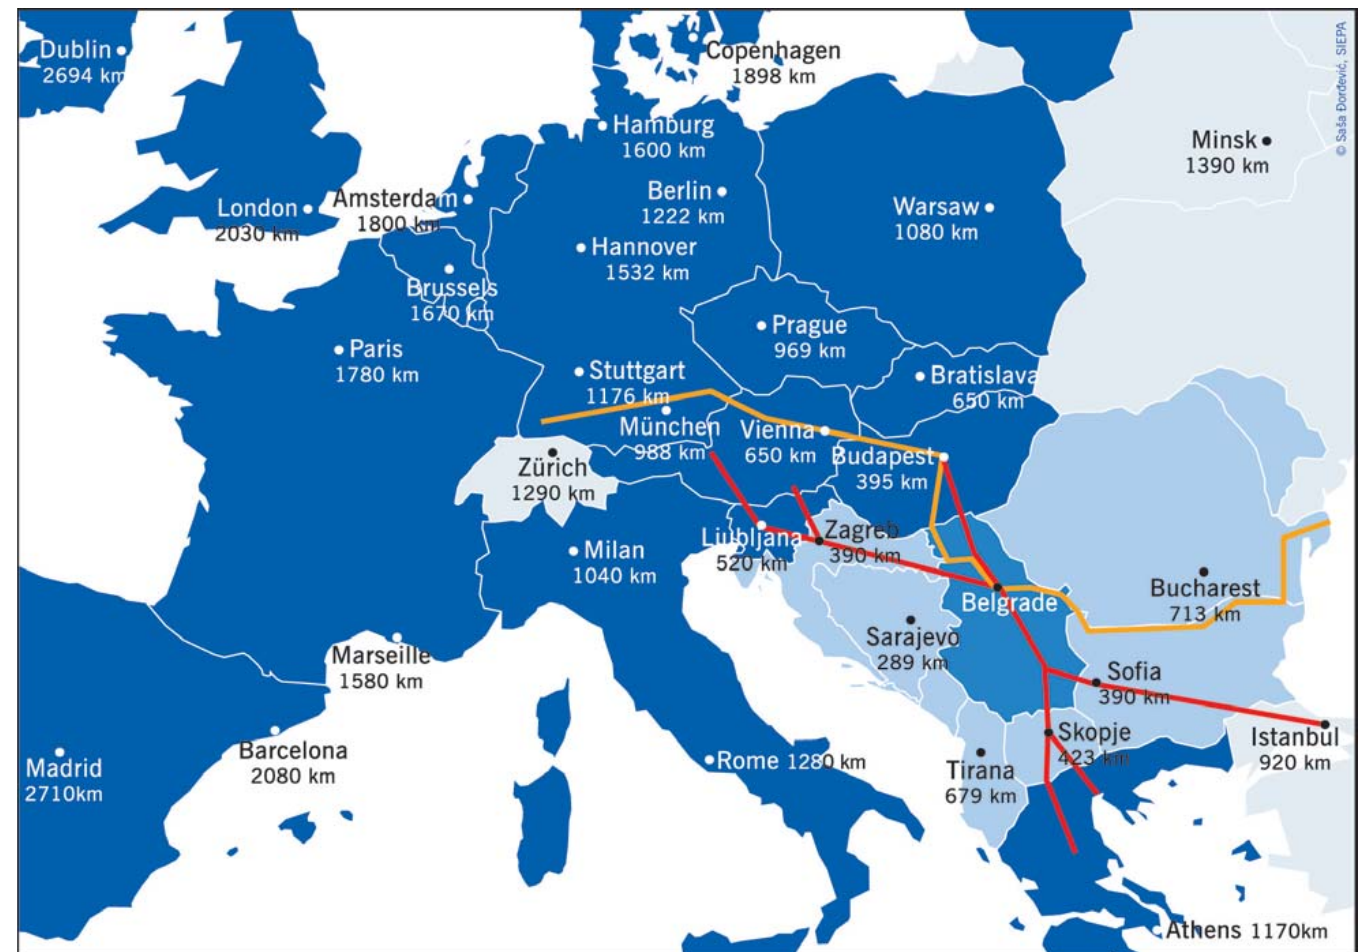 Dublin
2694 km
Copenhagen
1898 km
© Saša Đorđević, SIEPA
Hamburg
1600 km
Minsk
1390 km
Berlin
1222 km
Amsterdam
1800 km
London
2030 km
Warsaw
1080 km
Hannover
1532 km
Brussels
1670 km
Prague
969 km
Paris
1780 km
Stuttgart
1176 km
Bratislava
650 km
München
988 km
Vienna
650 km
Budapest
395 km
Zürich
1290 km
Ljubljana
520 km
Zagreb
390 km
Milan
1040 km
Belgrade
Bucharest
713 km
Sarajevo
289 km
Marseille
1580 km
Sofia
390 km
Skopje
423 km
Istanbul
920 km
Barcelona
2080 km
Madrid
2710km
Rome 1280 km
Tirana
679 km
Athens 1170km